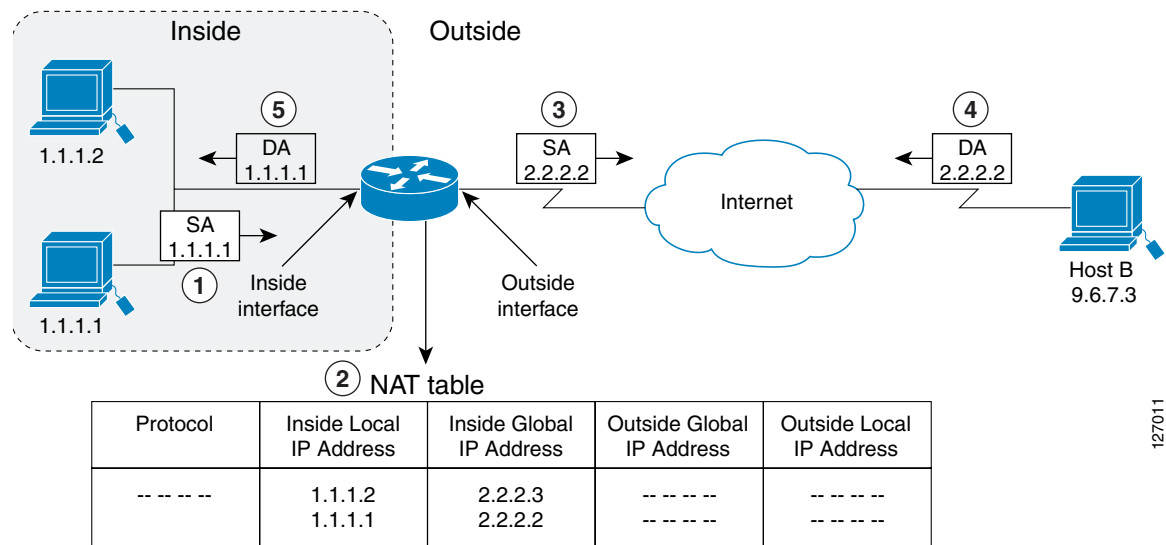 Inside
Outside
5
DA
1.1.1.1
3
SA
2.2.2.2
4
DA
2.2.2.2
1.1.1.2
Internet
SA
1.1.1.1
1
Inside
interface
Outside
interface
Host B
9.6.7.3
1.1.1.1
2
NAT table
Protocol
Inside Local
IP Address
Inside Global
IP Address
Outside Global
IP Address
Outside Local
IP Address
-- -- -- --
1.1.1.2
1.1.1.1
2.2.2.3
2.2.2.2
-- -- -- --
-- -- -- --
-- -- -- --
-- -- -- --
127011